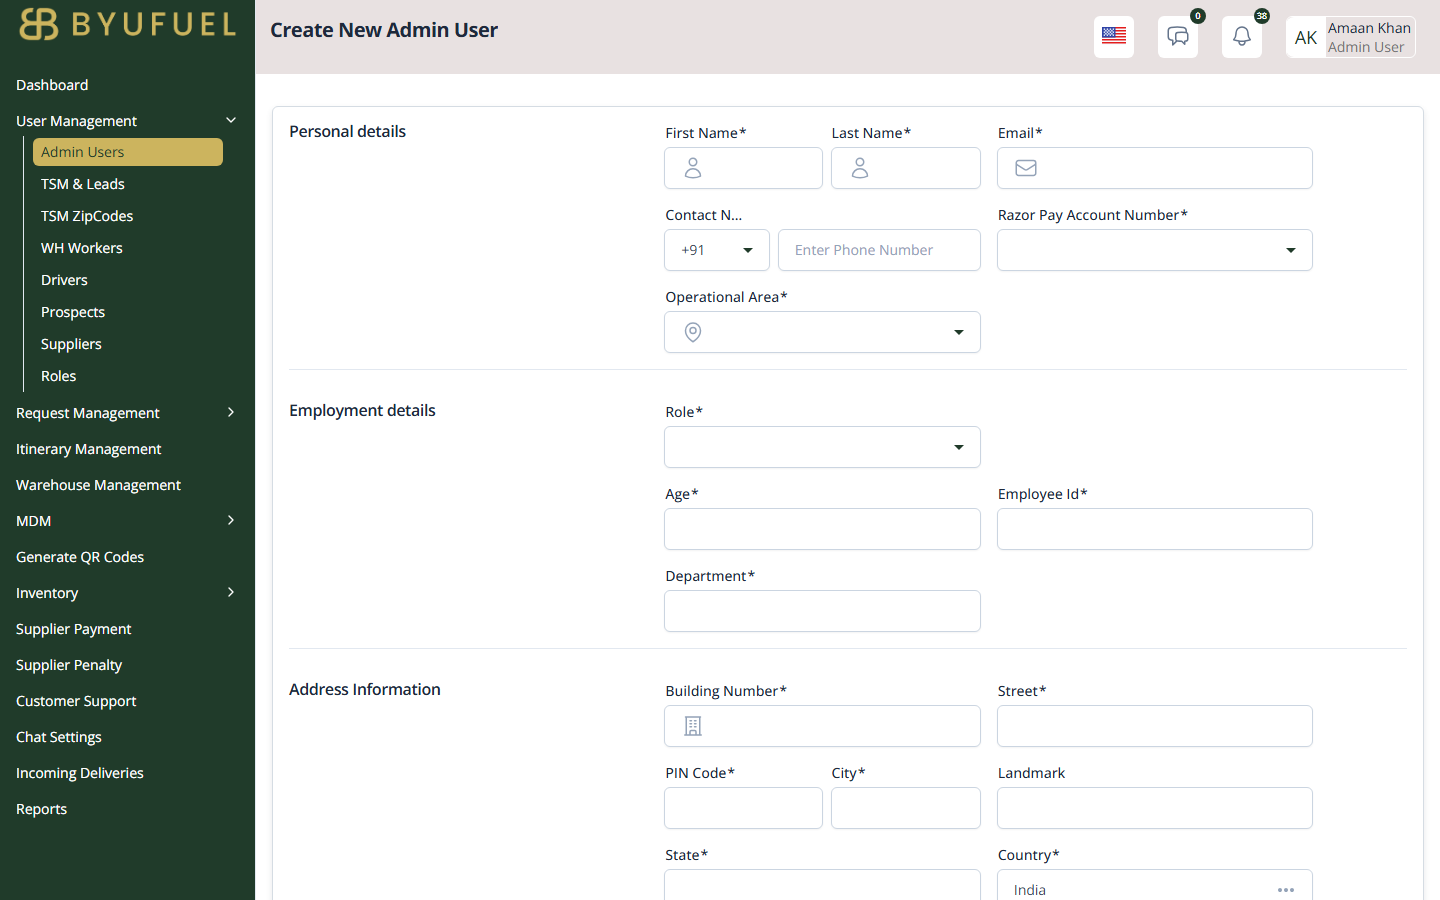 BYUFUEL
Dashboard
User Management
Admin Users
TSM & Leads
TSM ZipCodes
WH Workers
Drivers
Prospects
Suppliers
Roles
Request Management
Itinerary Management
Warehouse Management
MDM
Generate QR Codes
Inventory
Supplier Payment
Supplier Penalty
Customer Support
Chat Settings
Incoming Deliveries
Reports
Create New Admin User
0
38
AK
Amaan Khan
Admin User
Personal details
First Name*
Last Name*
Email*
Contact N...
Razor Pay Account Number*
+91
Enter Phone Number
Operational Area*
Employment details
Role*
Age*
Employee Id*
Department*
Address Information
Building Number*
Street*
PIN Code*
City*
Landmark
State*
Country*
India